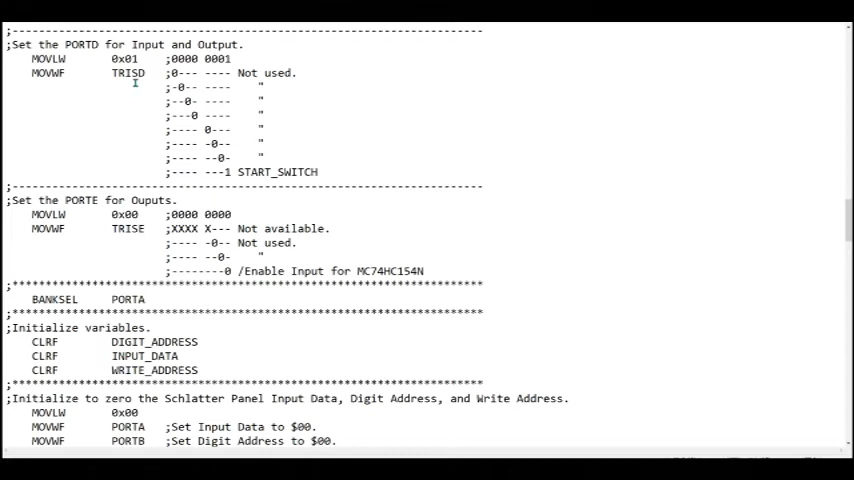 ;----------------------------------------------------------------------
;Set the PORTD for Input and Output.
MOVLW 0x01 ;0000 0001
MOVWF TRISD ;0--- ---- Not used.
;-0-- ---- "
;--0- ---- "
;---0 ---- "
;---- 0--- "
;---- -0-- "
;---- --0- "
;---- ---1 START_SWITCH
;----------------------------------------------------------------------
;Set the PORTE for Ouputs.
MOVLW 0x00 ;0000 0000
MOVWF TRISE ;XXXX X--- Not available.
;---- -0-- Not used.
;---- --0- "
;--------0 /Enable Input for MC74HC154N
;**********************************************************************
BANKSEL PORTA
;**********************************************************************
;Initialize variables.
CLRF DIGIT_ADDRESS
CLRF INPUT_DATA
CLRF WRITE_ADDRESS
;**********************************************************************
;Initialize to zero the Schlatter Panel Input Data, Digit Address, and Write Address.
MOVLW 0x00
MOVWF PORTA ;Set Input Data to $00.
MOVWF PORTB ;Set Digit Address to $00.